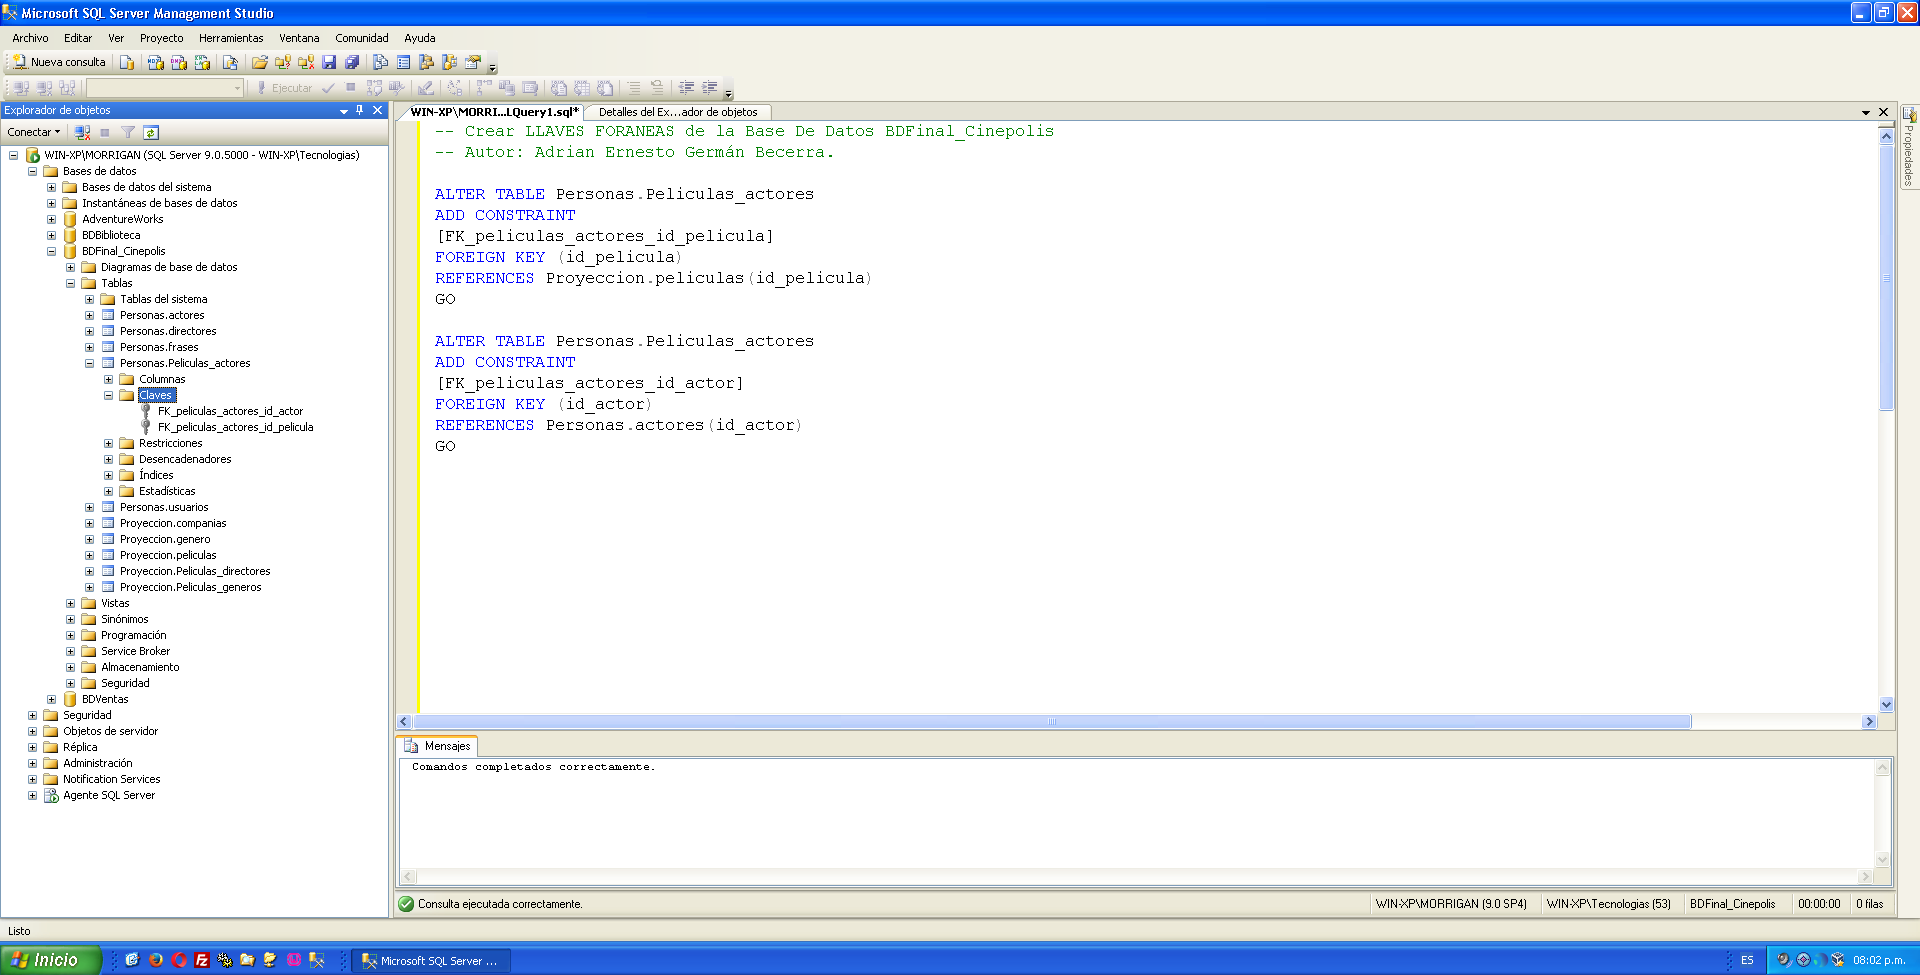 Microsoft SQL Server Management Studio
Archivo Editar Ver Proyecto Herramientas Ventana Comunidad Ayuda
Nueva consulta
Ejecutar
Explorador de objetos
Conectar
WIN-XP\MORRIGAN (SQL Server 9.0.5000 - WIN-XP\Tecnologias)
Bases de datos
Bases de datos del sistema
Instantáneas de bases de datos
AdventureWorks
BDBiblioteca
BDFinal_Cinepolis
Diagramas de base de datos
Tablas
Tablas del sistema
Personas.actores
Personas.directores
Personas.frases
Personas.Peliculas_actores
Columnas
Claves
FK_peliculas_actores_id_actor
FK_peliculas_actores_id_pelicula
Restricciones
Desencadenadores
Índices
Estadísticas
Personas.usuarios
Proyeccion.companias
Proyeccion.genero
Proyeccion.peliculas
Proyeccion.Peliculas_directores
Proyeccion.Peliculas_generos
Vistas
Sinónimos
Programación
Service Broker
Almacenamiento
Seguridad
BDVentas
Seguridad
Objetos de servidor
Réplica
Administración
Notification Services
Agente SQL Server
WIN-XP\MORRI...LQuery1.sql* Detalles del Ex...ador de objetos
-- Crear LLAVES FORANEAS de la Base De Datos BDFinal_Cinepolis
-- Autor: Adrian Ernesto Germán Becerra.
ALTER TABLE Personas.Peliculas_actores
ADD CONSTRAINT
[FK_peliculas_actores_id_pelicula]
FOREIGN KEY (id_pelicula)
REFERENCES Proyeccion.peliculas(id_pelicula)
GO
ALTER TABLE Personas.Peliculas_actores
ADD CONSTRAINT
[FK_peliculas_actores_id_actor]
FOREIGN KEY (id_actor)
REFERENCES Personas.actores(id_actor)
GO
Propiedades
Mensajes
Comandos completados correctamente.
Consulta ejecutada correctamente. WIN-XP\MORRIGAN (9.0 SP4) WIN-XP\Tecnologias (53) BDFinal_Cinepolis 00:00:00 0 filas
Listo
Inicio Microsoft SQL Server ... ES 08:02 p.m.